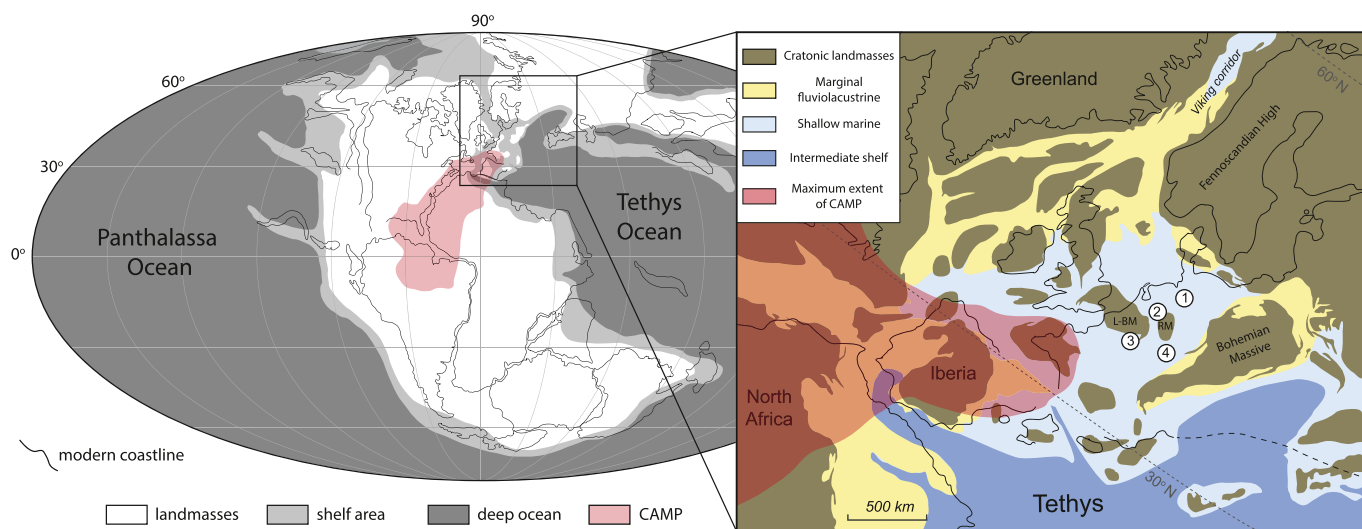 90°
60°
30°
0°
Panthalassa
Ocean
Tethys
Ocean
modern coastline
landmasses
shelf area
deep ocean
CAMP
Cratonic landmasses
Marginal
fluviolacustrine
Shallow marine
Intermediate shelf
Maximum extent
of CAMP
Greenland
Viking corridor
60°N
Fennoscandian High
1
2
L-BM
RM
3
4
Bohemian
Massive
Iberia
North
Africa
30°N
Tethys
500 km